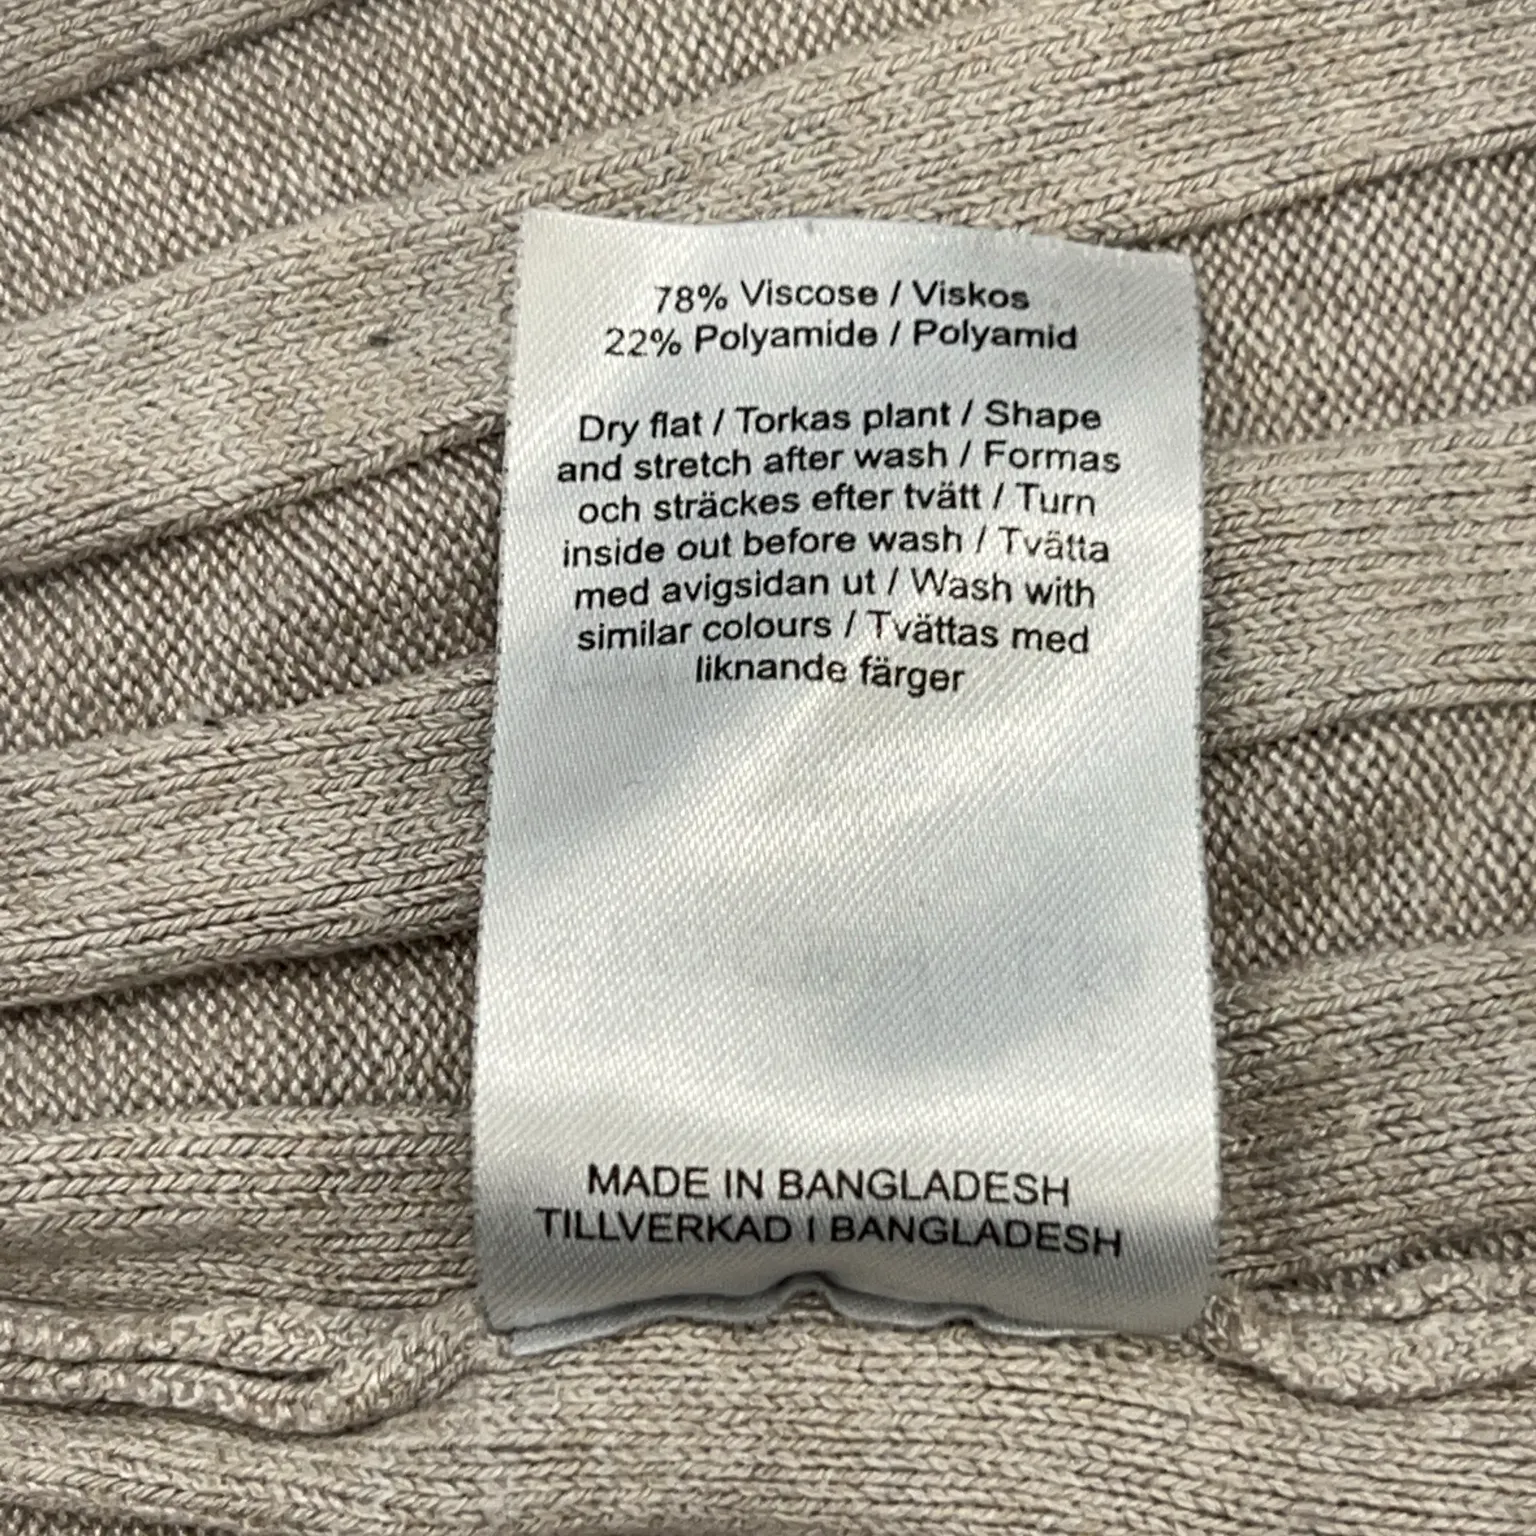 78% Viscose / Viskos
22% Polyamide / Polyamid
Dry flat / Torkas plant / Shape
and stretch after wash / Formas
och sträckes efter tvätt / Turn
inside out before wash / Tvätta
med avigsidan ut / Wash with
similar colours / Tvättas med
liknande färger
MADE IN BANGLADESH
TILLVERKAD I BANGLADESH